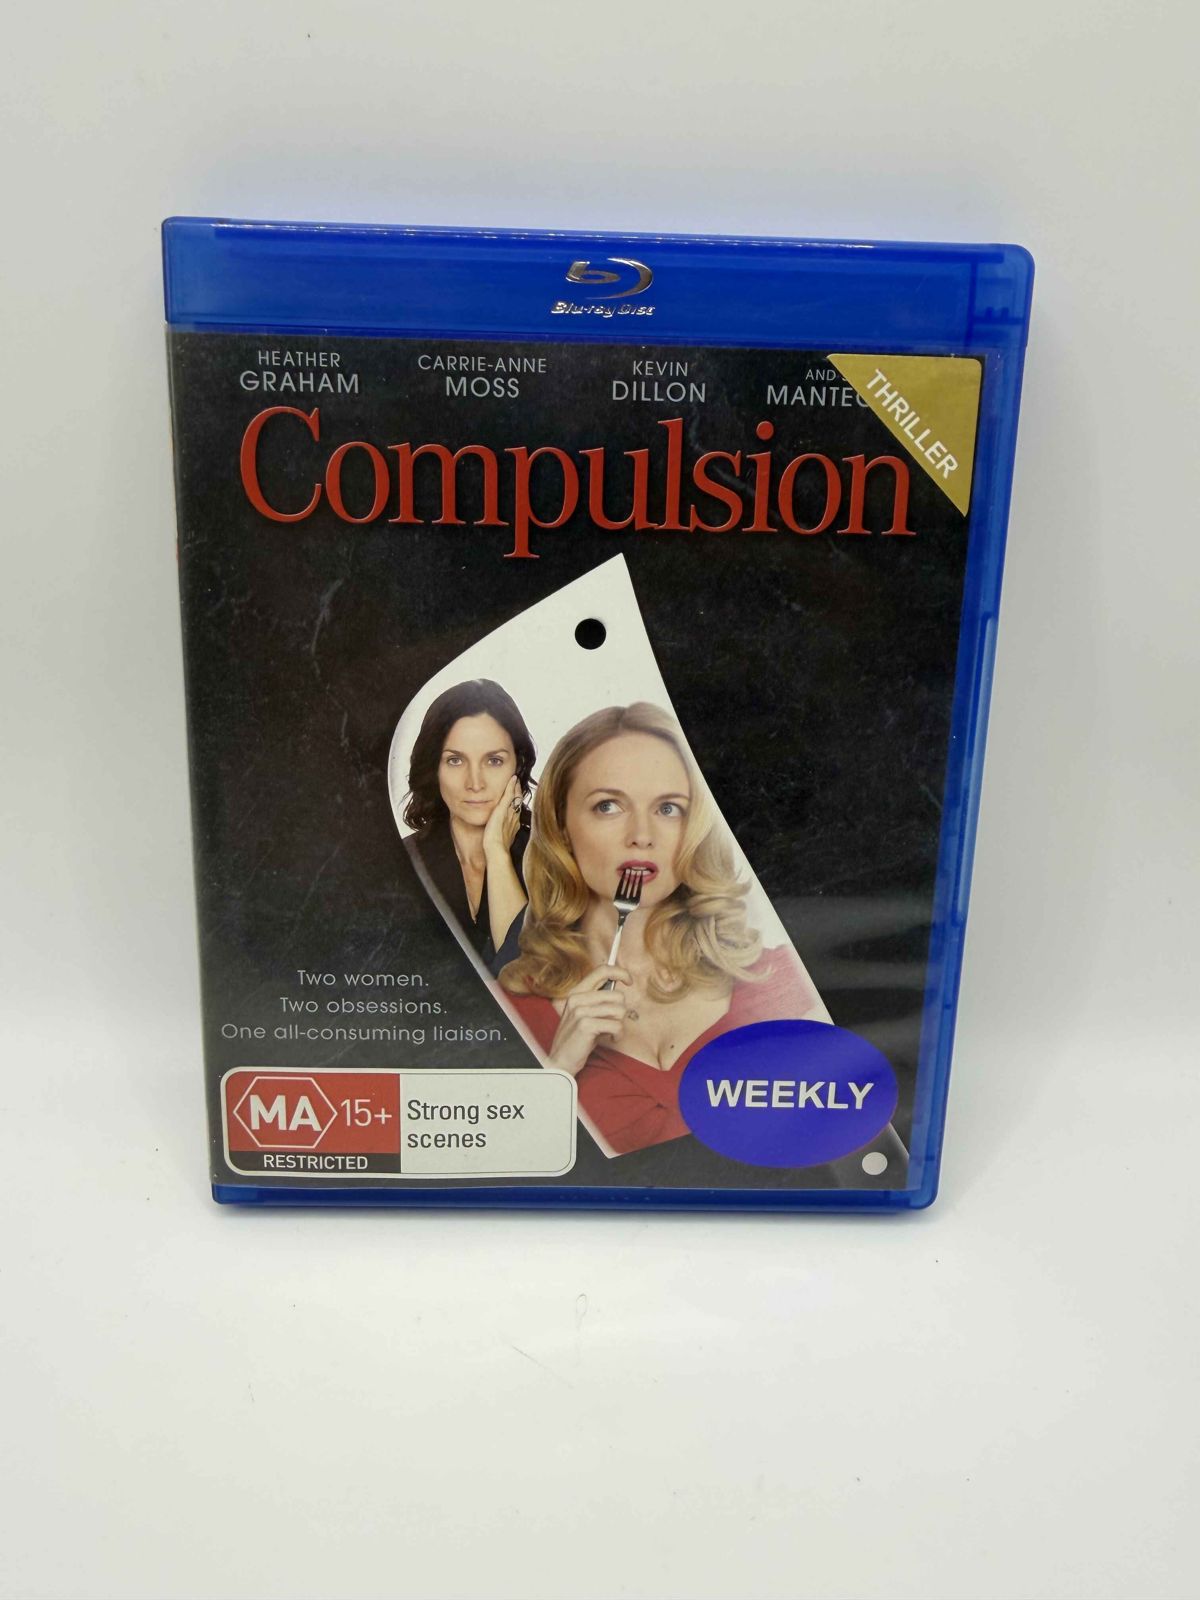 Blu-ray Disc
HEATHER
GRAHAM
CARRIE-ANNE
MOSS
KEVIN
DILLON
AND
THRILLER
Compulsion
Two women.
Two obsessions.
One all-consuming liaison.
MA 15+
RESTRICTED
Strong sex
scenes
WEEKLY